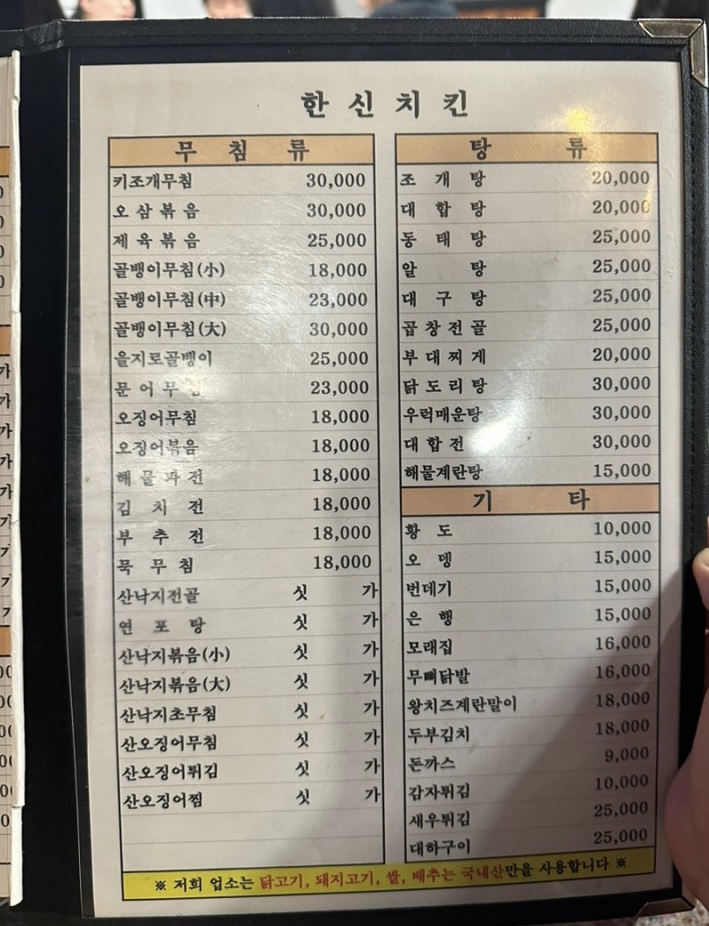 한신치킨
무침류
키조개무침 30,000
오삼볶음 30,000
제육볶음 25,000
골뱅이무침(小) 18,000
골뱅이무침(中) 23,000
골뱅이무침(大) 30,000
을지로골뱅이 25,000
문어무침 23,000
오징어무침 18,000
오징어볶음 18,000
해물파전 18,000
김치전 18,000
부추전 18,000
묵무침 18,000
산낙지전골 싯가
연포탕 싯가
산낙지볶음(小) 싯가
산낙지볶음(大) 싯가
산낙지초무침 싯가
산오징어무침 싯가
산오징어튀김 싯가
산오징어찜 싯가
탕류
조개탕 20,000
대합탕 20,000
동태탕 25,000
알탕 25,000
대구탕 25,000
곱창전골 25,000
부대찌게 20,000
닭도리탕 30,000
우럭매운탕 30,000
대합전 30,000
해물계란탕 15,000
기타
황도 10,000
오뎅 15,000
번데기 15,000
은행 15,000
모래집 16,000
무뼈닭발 16,000
왕치즈계란말이 18,000
두부김치 18,000
돈까스 9,000
감자튀김 10,000
새우튀김 25,000
대하구이 25,000
※ 저희 업소는 닭고기, 돼지고기, 쌀, 배추는 국내산만을 사용합니다 ※